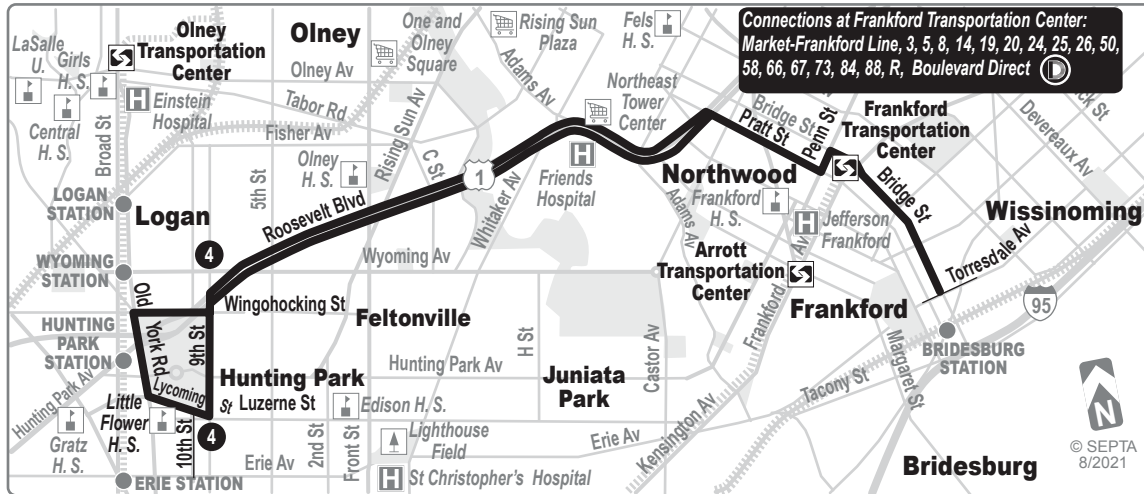 Connections at Frankford Transportation Center:
Market-Frankford Line, 3, 5, 8, 14, 19, 20, 24, 25, 26, 50,
58, 66, 67, 73, 84, 88, R, Boulevard Direct D
LaSalle
U.
Girls
H. S.
Central
H. S.
Olney
Transportation
Center
Olney
One and
Olney
Square
Rising Sun
Plaza
Fels
H. S.
Olney Av
Adams Av
Northeast
Tower
Center
Einstein
Hospital
Broad St
Tabor Rd
Fisher Av
Rising Sun Av
Bridge St
Pratt St
Penn St
Frankford
Transportation
Center
Devereaux Av
Olney
H. S.
C St
1
Whitaker Av
Friends
Hospital
Northwood
Frankford
H. S.
Adams Av
Jefferson
Frankford
Bridge St
Wissinoming
LOGAN
STATION
Logan
5th St
Roosevelt Blvd
4
Wyoming Av
WYOMING
STATION
Arrott
Transportation
Center
Torresdale Av
Old
York Rd
9th St
Wingohocking St
Feltonville
Frankford
Frankford Av
95
HUNTING
PARK
STATION
Hunting Park Av
H St
Castor Av
Margaret St
BRIDESBURG
STATION
Hunting Park Av
Lycoming
St
Hunting Park
Luzerne St
Juniata
Park
Tacony St
Little
Flower
H. S.
Edison H. S.
Gratz
H. S.
10th St
4
2nd St
Front St
Lighthouse
Field
Erie Av
Kensington Av
N
Erie Av
ERIE STATION
St Christopher's Hospital
Bridesburg
© SEPTA
8/2021